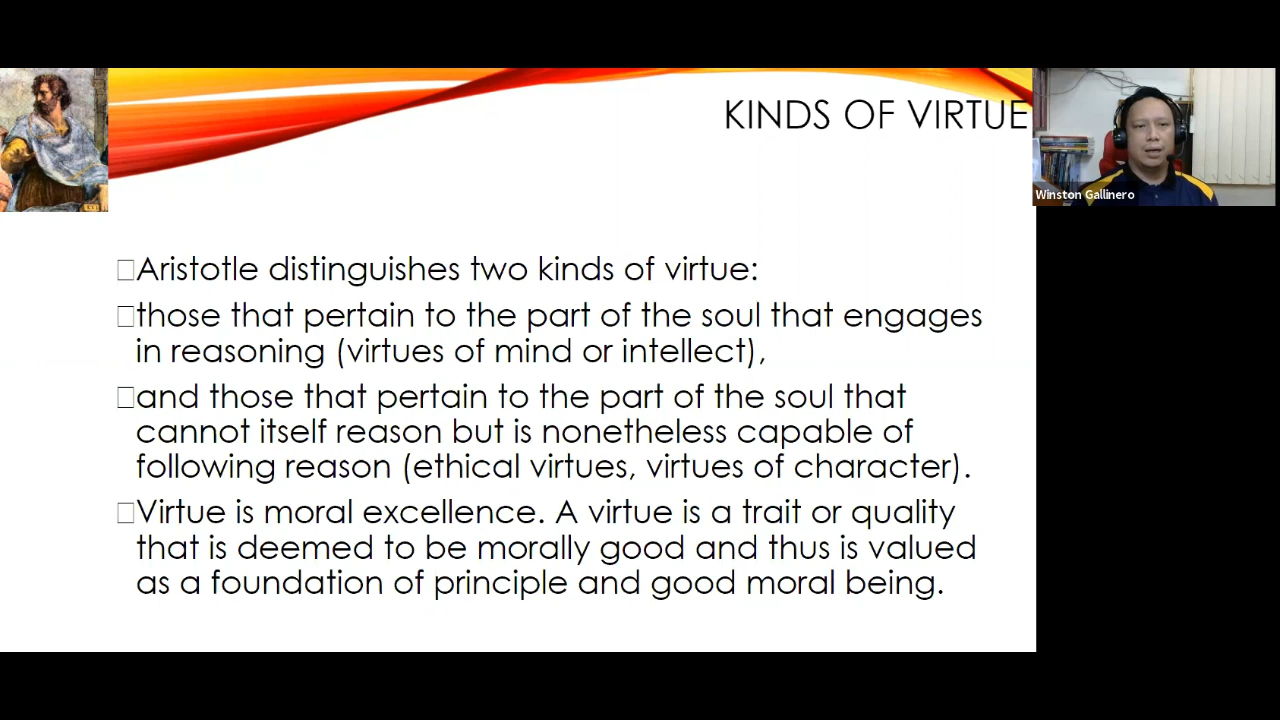 KINDS OF VIRTUE
Winston Gallinero
Aristotle distinguishes two kinds of virtue:
those that pertain to the part of the soul that engages
in reasoning (virtues of mind or intellect),
and those that pertain to the part of the soul that
cannot itself reason but is nonetheless capable of
following reason (ethical virtues, virtues of character).
Virtue is moral excellence. A virtue is a trait or quality
that is deemed to be morally good and thus is valued
as a foundation of principle and good moral being.